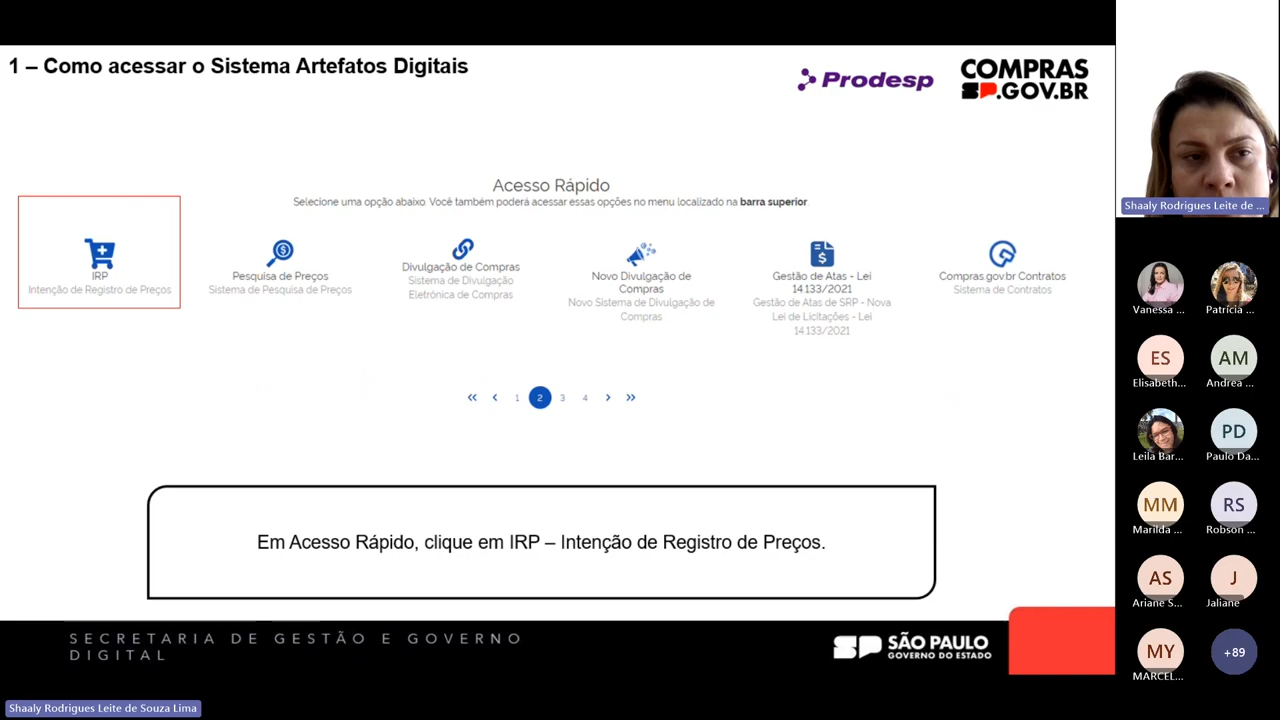 1 – Como acessar o Sistema Artefatos Digitais
Prodesp
COMPRAS
SP.GOV.BR
Acesso Rápido
Selecione uma opção abaixo. Você também poderá acessar essas opções no menu localizado na barra superior.
IRP
Intenção de Registro de Preços
Pesquisa de Preços
Sistema de Pesquisa de Preços
Divulgação de Compras
Sistema de Divulgação
Eletrônica de Compras
Novo Divulgação de
Compras
Novo Sistema de Divulgação de
Compras
Gestão de Atas - Lei
14.133/2021
Gestão de Atas de SRP - Nova
Lei de Licitações - Lei
14.133/2021
Compras.gov.br Contratos
Sistema de Contratos
1 2 3 4
Em Acesso Rápido, clique em IRP – Intenção de Registro de Preços.
SECRETARIA DE GESTÃO E GOVERNO
DIGITAL
SP SÃO PAULO
GOVERNO DO ESTADO
Shaaly Rodrigues Leite de Souza Lima
Shaaly Rodrigues Leite de ...
Vanessa ...
Patrícia ...
ES
Elisabeth...
AM
Andrea ...
Leila Bar...
PD
Paulo Da...
MM
Marilda ...
RS
Robson ...
AS
Ariane S...
J
Jaliane
MY
MARCEL...
+89